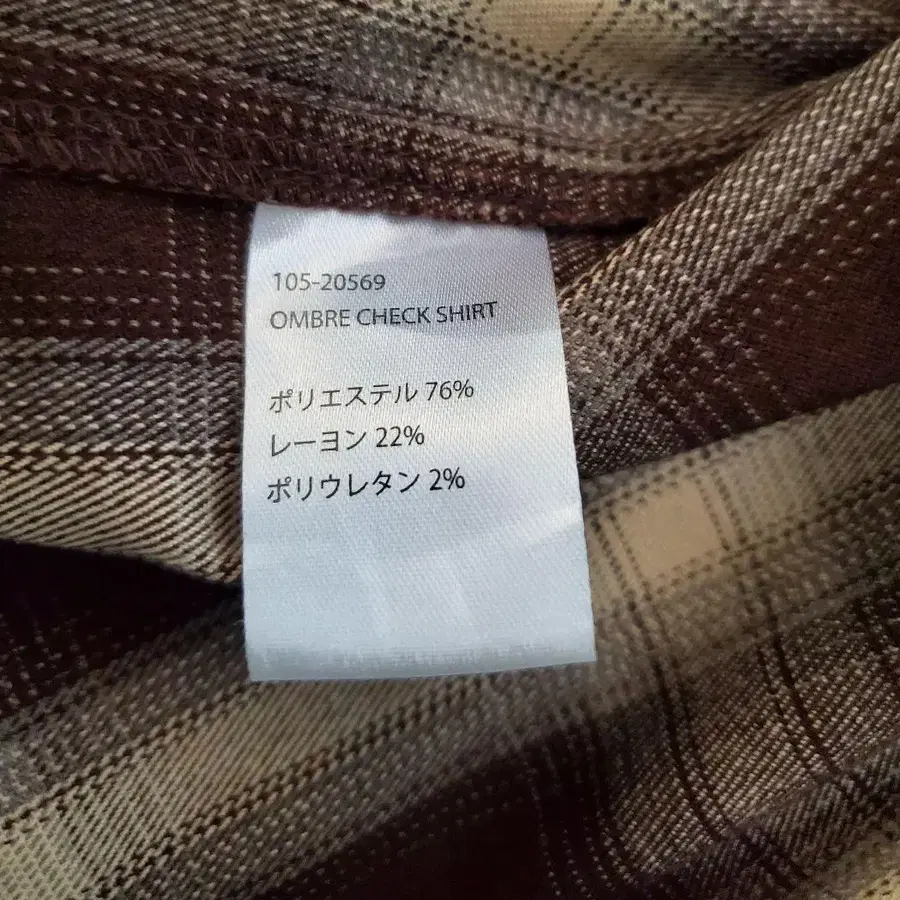 105-20569
OMBRE CHECK SHIRT
ポリエステル 76%
レーヨン 22%
ポリウレタン 2%